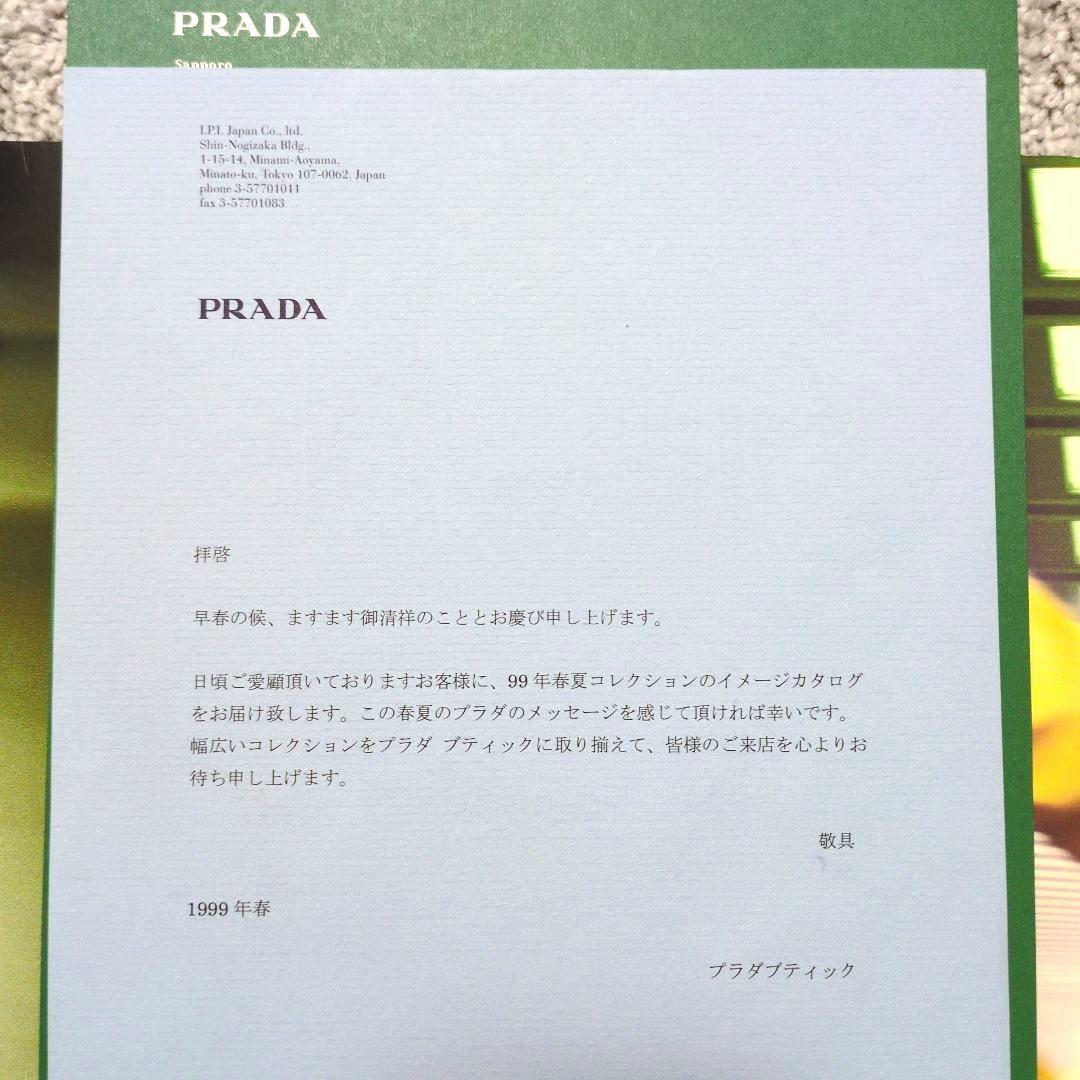 PRADA
Sapporo
I.P.I. Japan Co., ltd.
Shin-Nogizaka Bldg.,
1-15-14, Minami-Aoyama,
Minato-ku, Tokyo 107-0062, Japan
phone 3-57701011
fax 3-57701083
PRADA
拝啓
早春の候、ますます御清祥のこととお慶び申し上げます。
日頃ご愛顧頂いておりますお客様に、99年春夏コレクションのイメージカタログ
をお届け致します。この春夏のプラダのメッセージを感じて頂ければ幸いです。
幅広いコレクションをプラダ ブティックに取り揃えて、皆様のご来店を心よりお
待ち申し上げます。
敬具
1999年春
プラダブティック